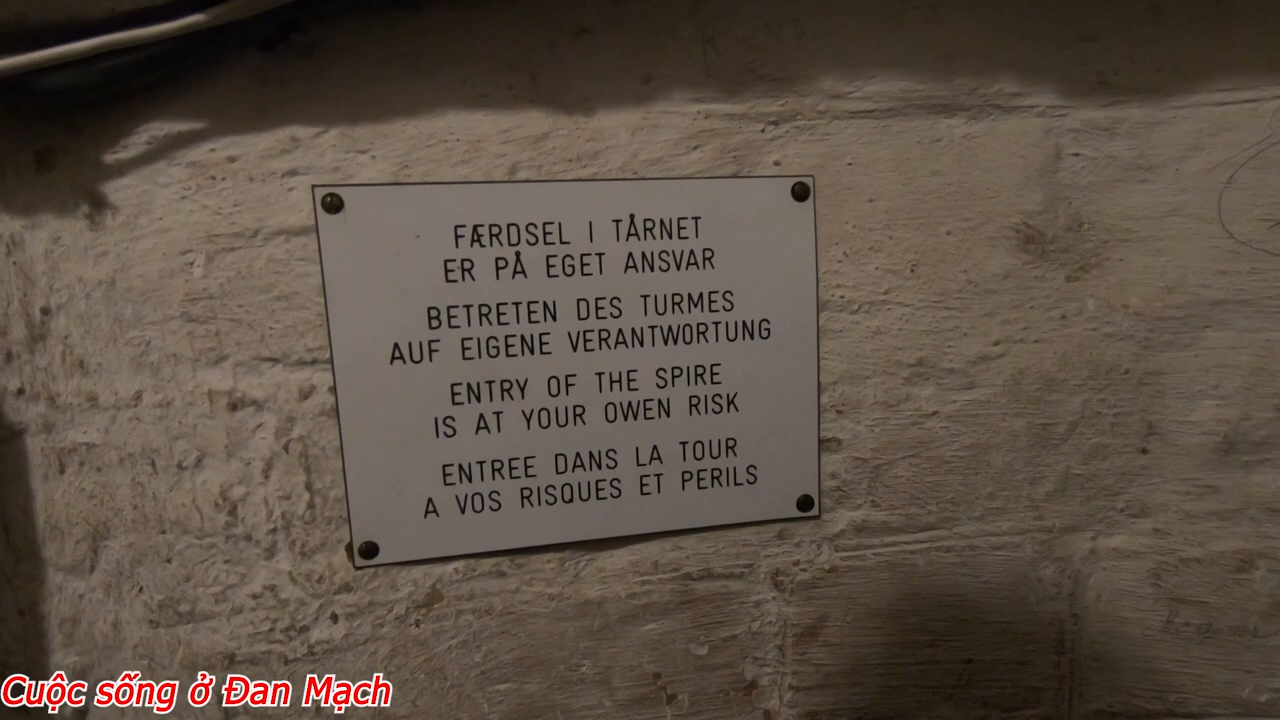 FÆRDSEL I TÅRNET
ER PÅ EGET ANSVAR
BETRETEN DES TURMES
AUF EIGENE VERANTWORTUNG
ENTRY OF THE SPIRE
IS AT YOUR OWEN RISK
ENTREE DANS LA TOUR
A VOS RISQUES ET PERILS
Cuộc sống ở Đan Mạch